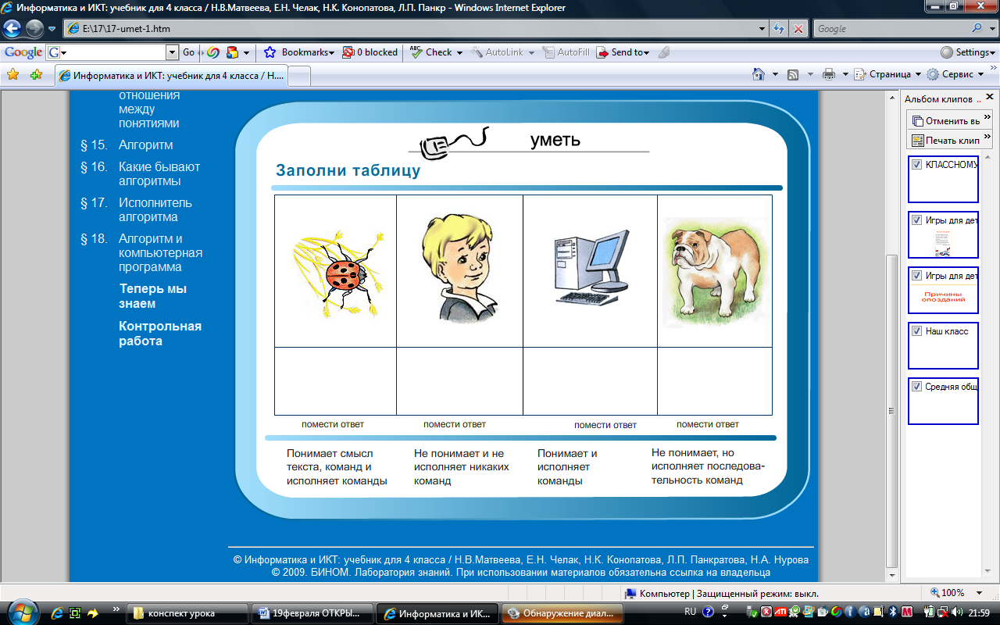 Информатика и ИКТ: учебник для 4 класса / Н.В.Матвеева, Е.Н. Челак, Н.К. Конопатова, Л.П. Панкр - Windows Internet Explorer
E:\17\17-umet-1.htm
Google
Google
G
Go
Bookmarks
0 blocked
ABC
Check
AutoLink
AutoFill
Send to
Settings
Информатика и ИКТ: учебник для 4 класса / Н....
Страница
Сервис
отношения
между
понятиями
§ 15. Алгоритм
§ 16. Какие бывают
алгоритмы
§ 17. Исполнитель
алгоритма
§ 18. Алгоритм и
компьютерная
программа
Теперь мы
знаем
Контрольная
работа
уметь
Заполни таблицу
помести ответ
помести ответ
помести ответ
помести ответ
Понимает смысл
текста, команд и
исполняет команды
Не понимает и не
исполняет никаких
команд
Понимает и
исполняет
команды
Не понимает, но
исполняет последова-
тельность команд
© Информатика и ИКТ: учебник для 4 класса / Н.В.Матвеева, Е.Н. Челак, Н.К. Конопатова, Л.П. Панкратова, Н.А. Нурова
© 2009. БИНОМ. Лаборатория знаний. При использовании материалов обязательна ссылка на владельца
Альбом клипов ..
Отменить вь
Печать клип
КЛАССНОМУ
Игры для дет
Игры для дет
Причины
опозданий
Наш класс
Средняя общ
Компьютер | Защищенный режим: выкл.
100%
конспект урока
19февраля ОТКРЫ...
Информатика и ИК...
Обнаружение диал...
RU
21:59